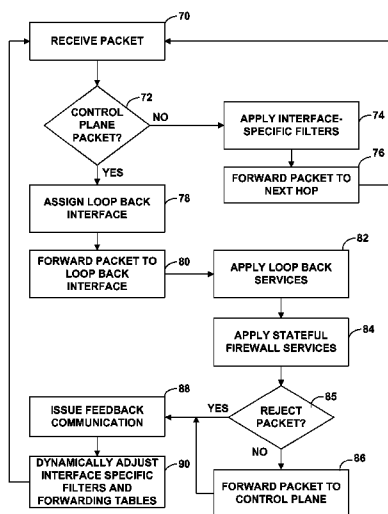 70
RECEIVE PACKET
72
CONTROL
PLANE
PACKET?
NO
YES
74
APPLY INTERFACE-
SPECIFIC FILTERS
76
FORWARD PACKET TO
NEXT HOP
ASSIGN LOOP BACK
INTERFACE
78
FORWARD PACKET TO
LOOP BACK
INTERFACE
80
82
APPLY LOOP BACK
SERVICES
84
APPLY STATEFUL
FIREWALL SERVICES
85
REJECT
PACKET?
YES
NO
86
FORWARD PACKET TO
CONTROL PLANE
88
ISSUE FEEDBACK
COMMUNICATION
DYNAMICALLY ADJUST
INTERFACE SPECIFIC
FILTERS AND
FORWARDING TABLES
90